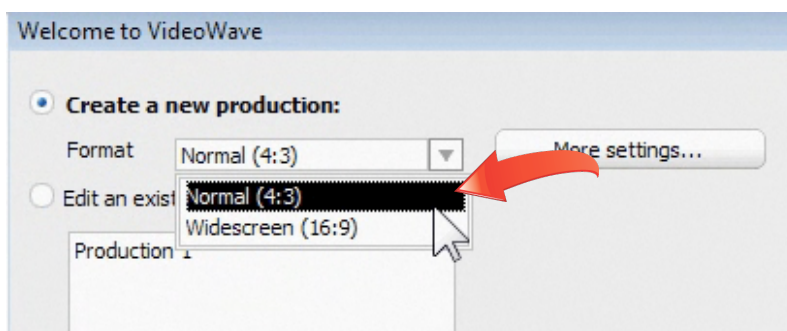 Welcome to VideoWave
Create a new production:
Format Normal (4:3) More settings...
Edit an exist
Normal (4:3)
Widescreen (16:9)
Production 1